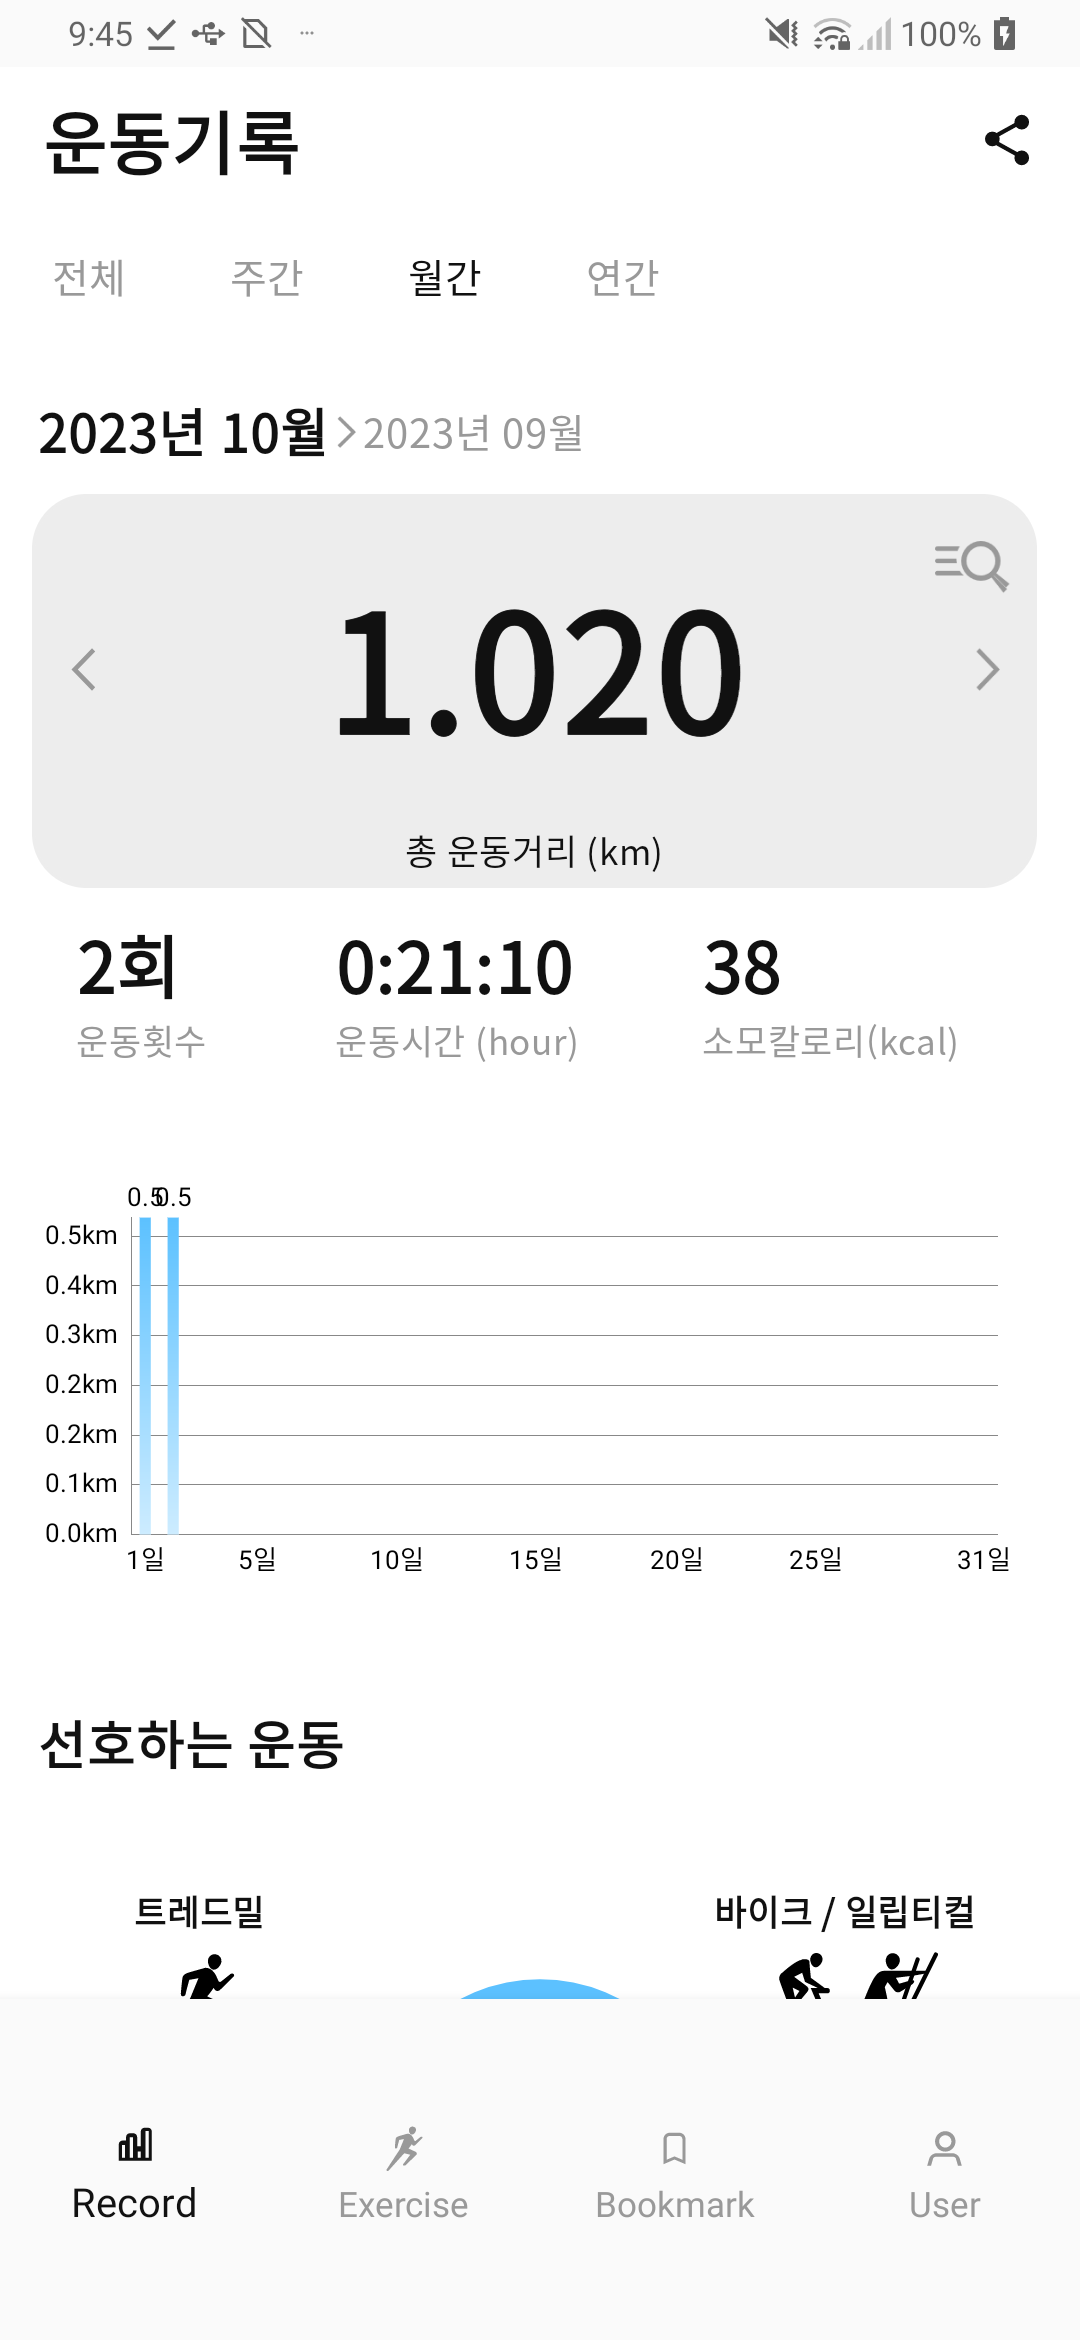 9:45 100%
운동기록
전체 주간 월간 연간
2023년 10월 2023년 09월
1.020
총 운동거리 (km)
2회 0:21:10 38
운동횟수 운동시간 (hour) 소모칼로리(kcal)
0.5 0.5
0.5km
0.4km
0.3km
0.2km
0.2km
0.1km
0.0km
1일 5일 10일 15일 20일 25일 31일
선호하는 운동
트레드밀 바이크 / 일립티컬
Record Exercise Bookmark User